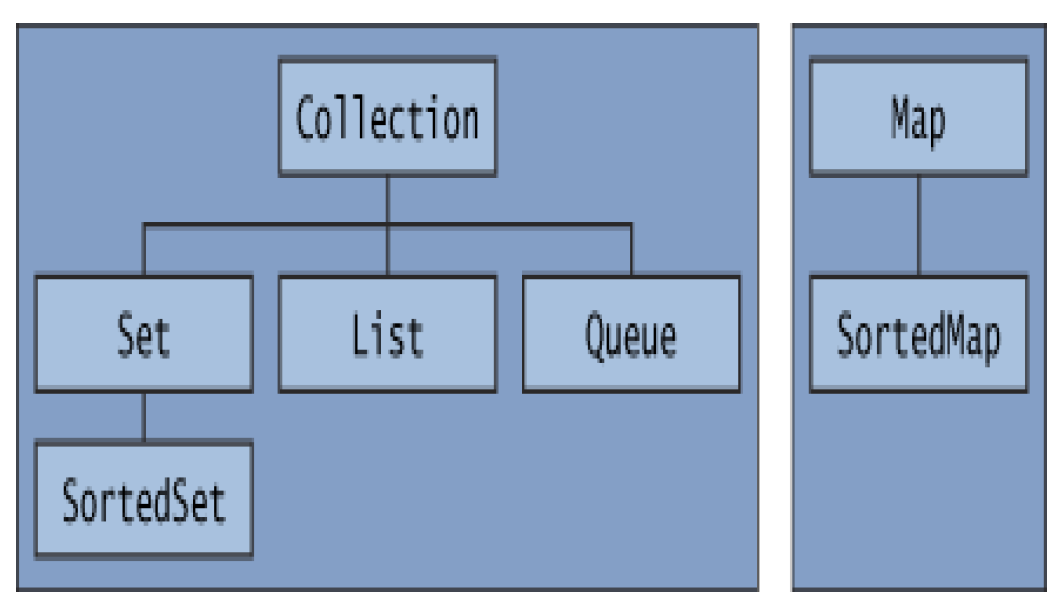 Collection
Map
Set
List
Queue
SortedMap
SortedSet